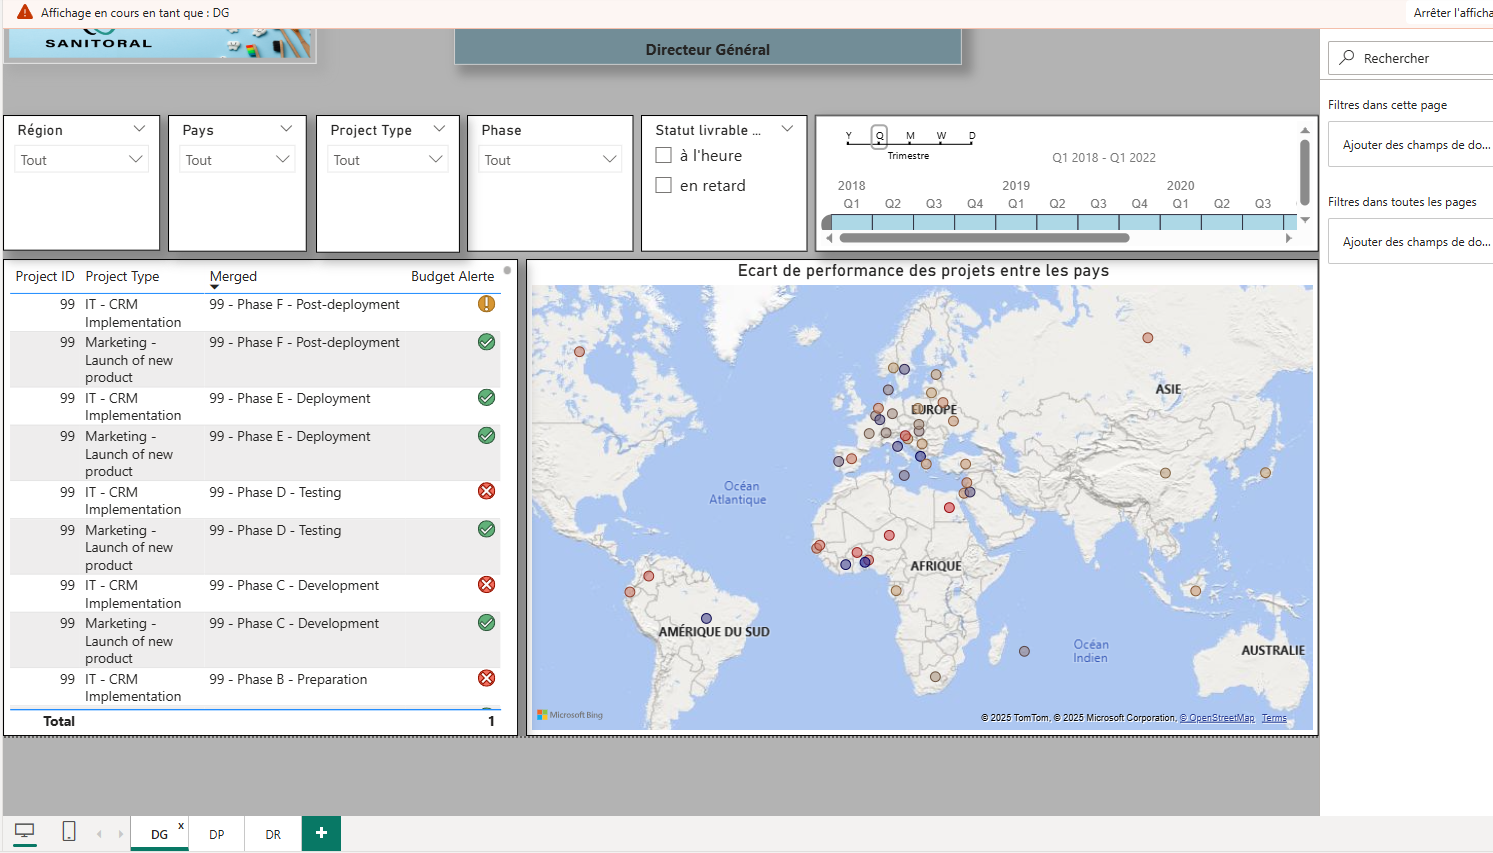 Affichage en cours en tant que : DG
Arrêter l'afficha
SANITORAL
Directeur Général
Rechercher
Filtres dans cette page
Ajouter des champs de do...
Filtres dans toutes les pages
Ajouter des champs de do...
Région
Tout
Pays
Tout
Project Type
Tout
Phase
Tout
Statut livrable ...
à l'heure
en retard
Y Q M W D
Trimestre
Q1 2018 - Q1 2022
2018 2019 2020
Q1 Q2 Q3 Q4 Q1 Q2 Q3 Q4 Q1 Q2 Q3
Project ID Project Type Merged Budget Alerte
99 IT - CRM 99 - Phase F - Post-deployment
Implementation
99 Marketing - 99 - Phase F - Post-deployment
Launch of new
product
99 IT - CRM 99 - Phase E - Deployment
Implementation
99 Marketing - 99 - Phase E - Deployment
Launch of new
product
99 IT - CRM 99 - Phase D - Testing
Implementation
99 Marketing - 99 - Phase D - Testing
Launch of new
product
99 IT - CRM 99 - Phase C - Development
Implementation
99 Marketing - 99 - Phase C - Development
Launch of new
product
99 IT - CRM 99 - Phase B - Preparation
Implementation
Total 1
Ecart de performance des projets entre les pays
ASIE
EUROPE
Océan
Atlantique
AFRIQUE
AMÉRIQUE DU SUD
Océan
Indien
AUSTRALIE
Microsoft Bing
© 2025 TomTom, © 2025 Microsoft Corporation, © OpenStreetMap Terms
DG x
DP
DR
+